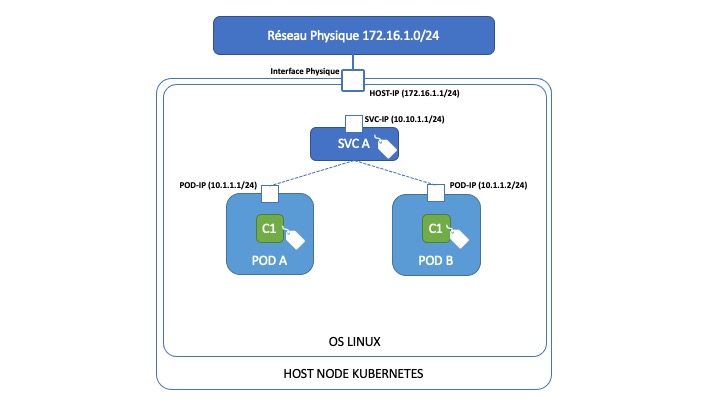 Réseau Physique 172.16.1.0/24
Interface Physique
HOST-IP (172.16.1.1/24)
SVC-IP (10.10.1.1/24)
SVC A
POD-IP (10.1.1.1/24)
POD-IP (10.1.1.2/24)
C1
C1
POD A
POD B
OS LINUX
HOST NODE KUBERNETES